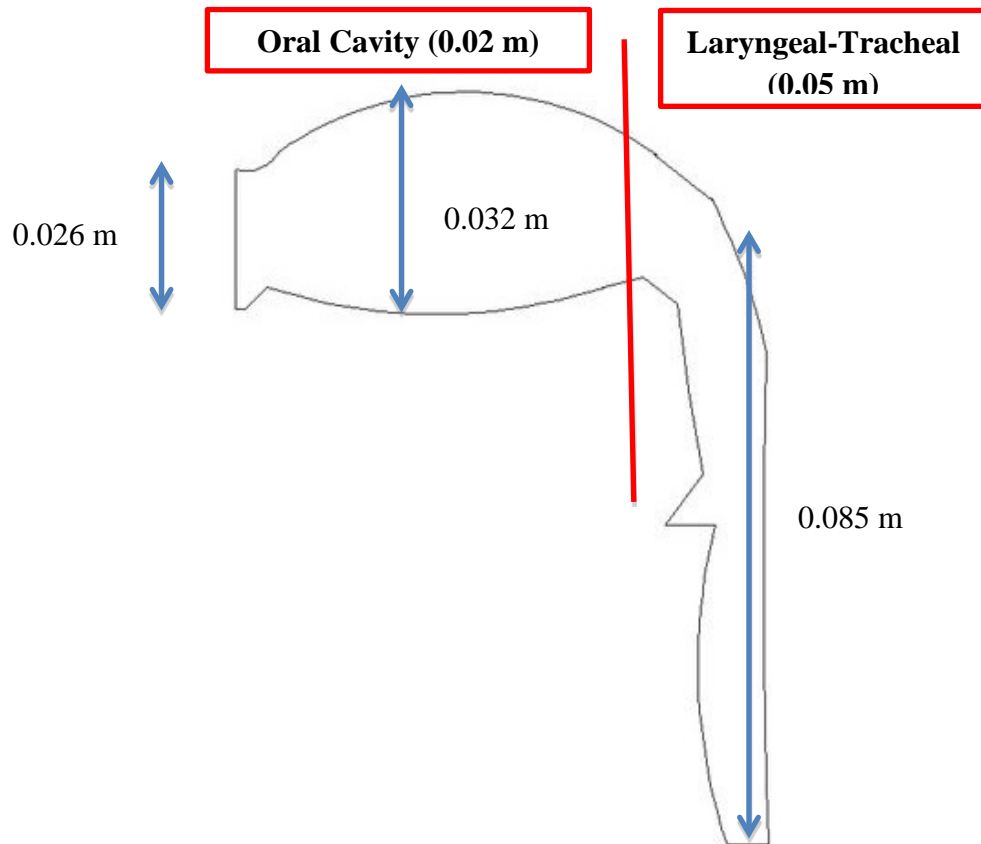 Oral Cavity (0.02 m)
Laryngeal-Tracheal
(0.05 m)
0.026 m
0.032 m
0.085 m